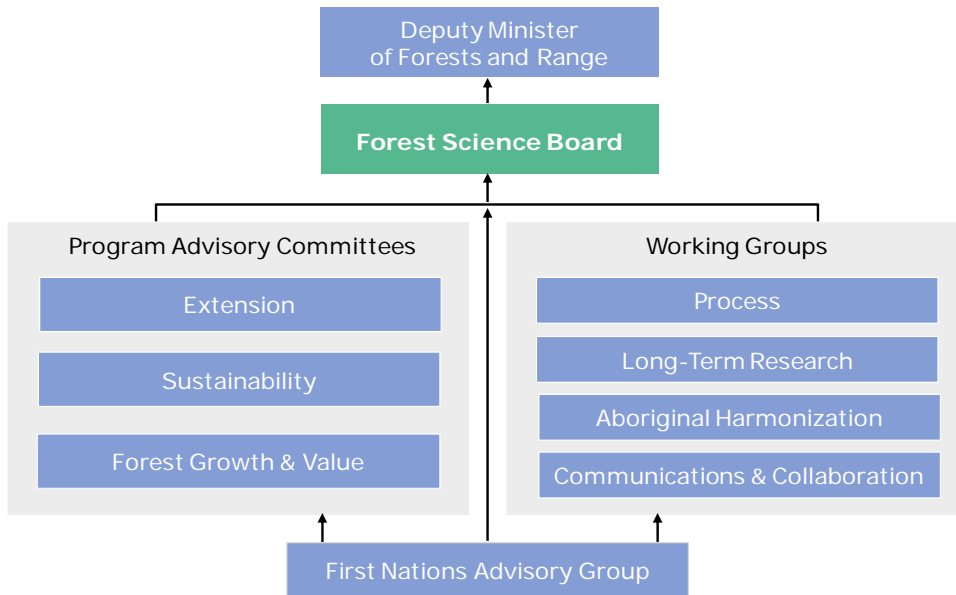 Deputy Minister
of Forests and Range
Forest Science Board
Program Advisory Committees
Extension
Sustainability
Forest Growth & Value
Working Groups
Process
Long-Term Research
Aboriginal Harmonization
Communications & Collaboration
First Nations Advisory Group